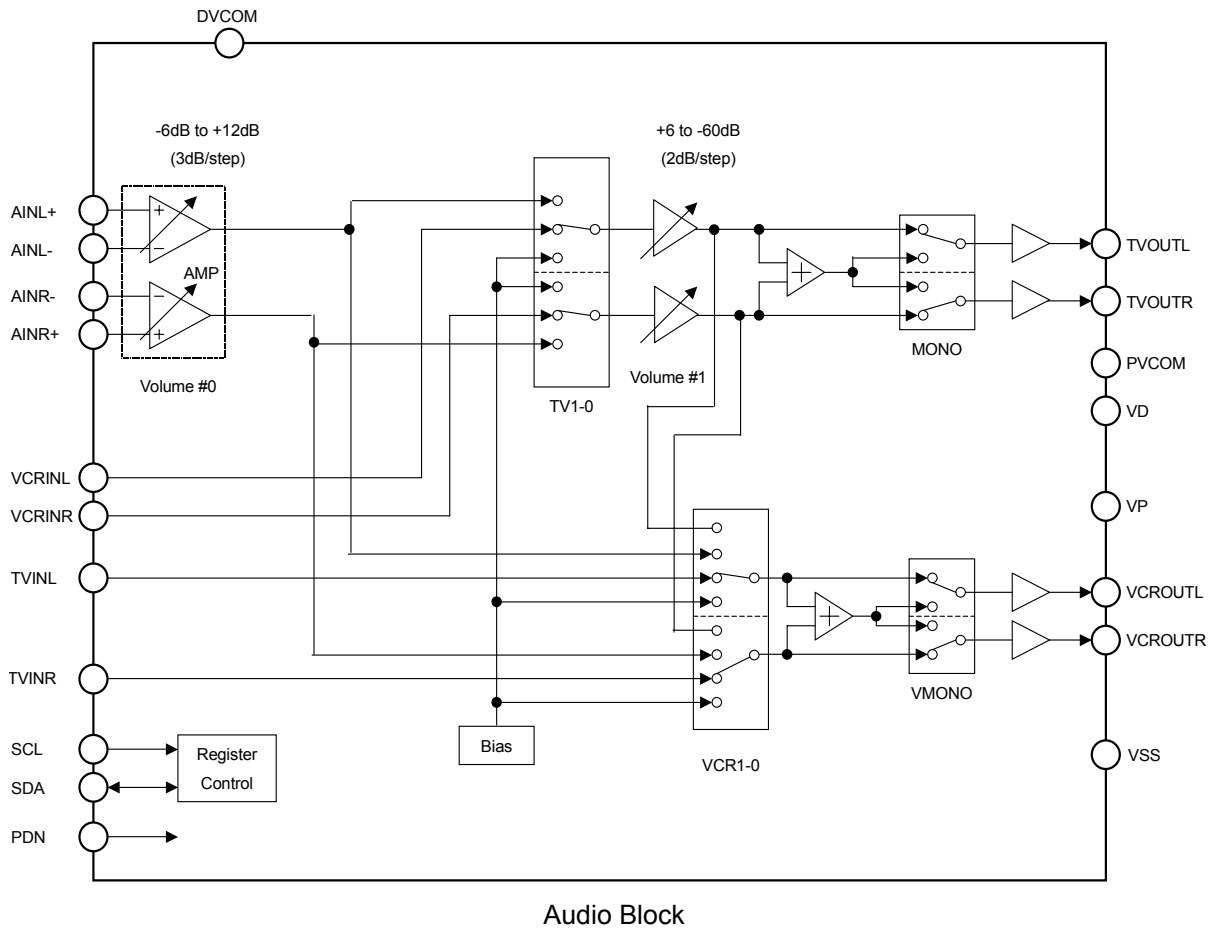 DVCOM
-6dB to +12dB
(3dB/step)
+6 to -60dB
(2dB/step)
AINL+
AINL-
AINR-
AINR+
+
−
AMP
−
+
Volume #0
TV1-0
Volume #1
+
MONO
TVOUTL
TVOUTR
PVCOM
VD
VP
VCRINL
VCRINR
TVINL
TVINR
+
VMONO
VCROUTL
VCROUTR
VCR1-0
Bias
VSS
SCL
SDA
PDN
Register
Control
Audio Block